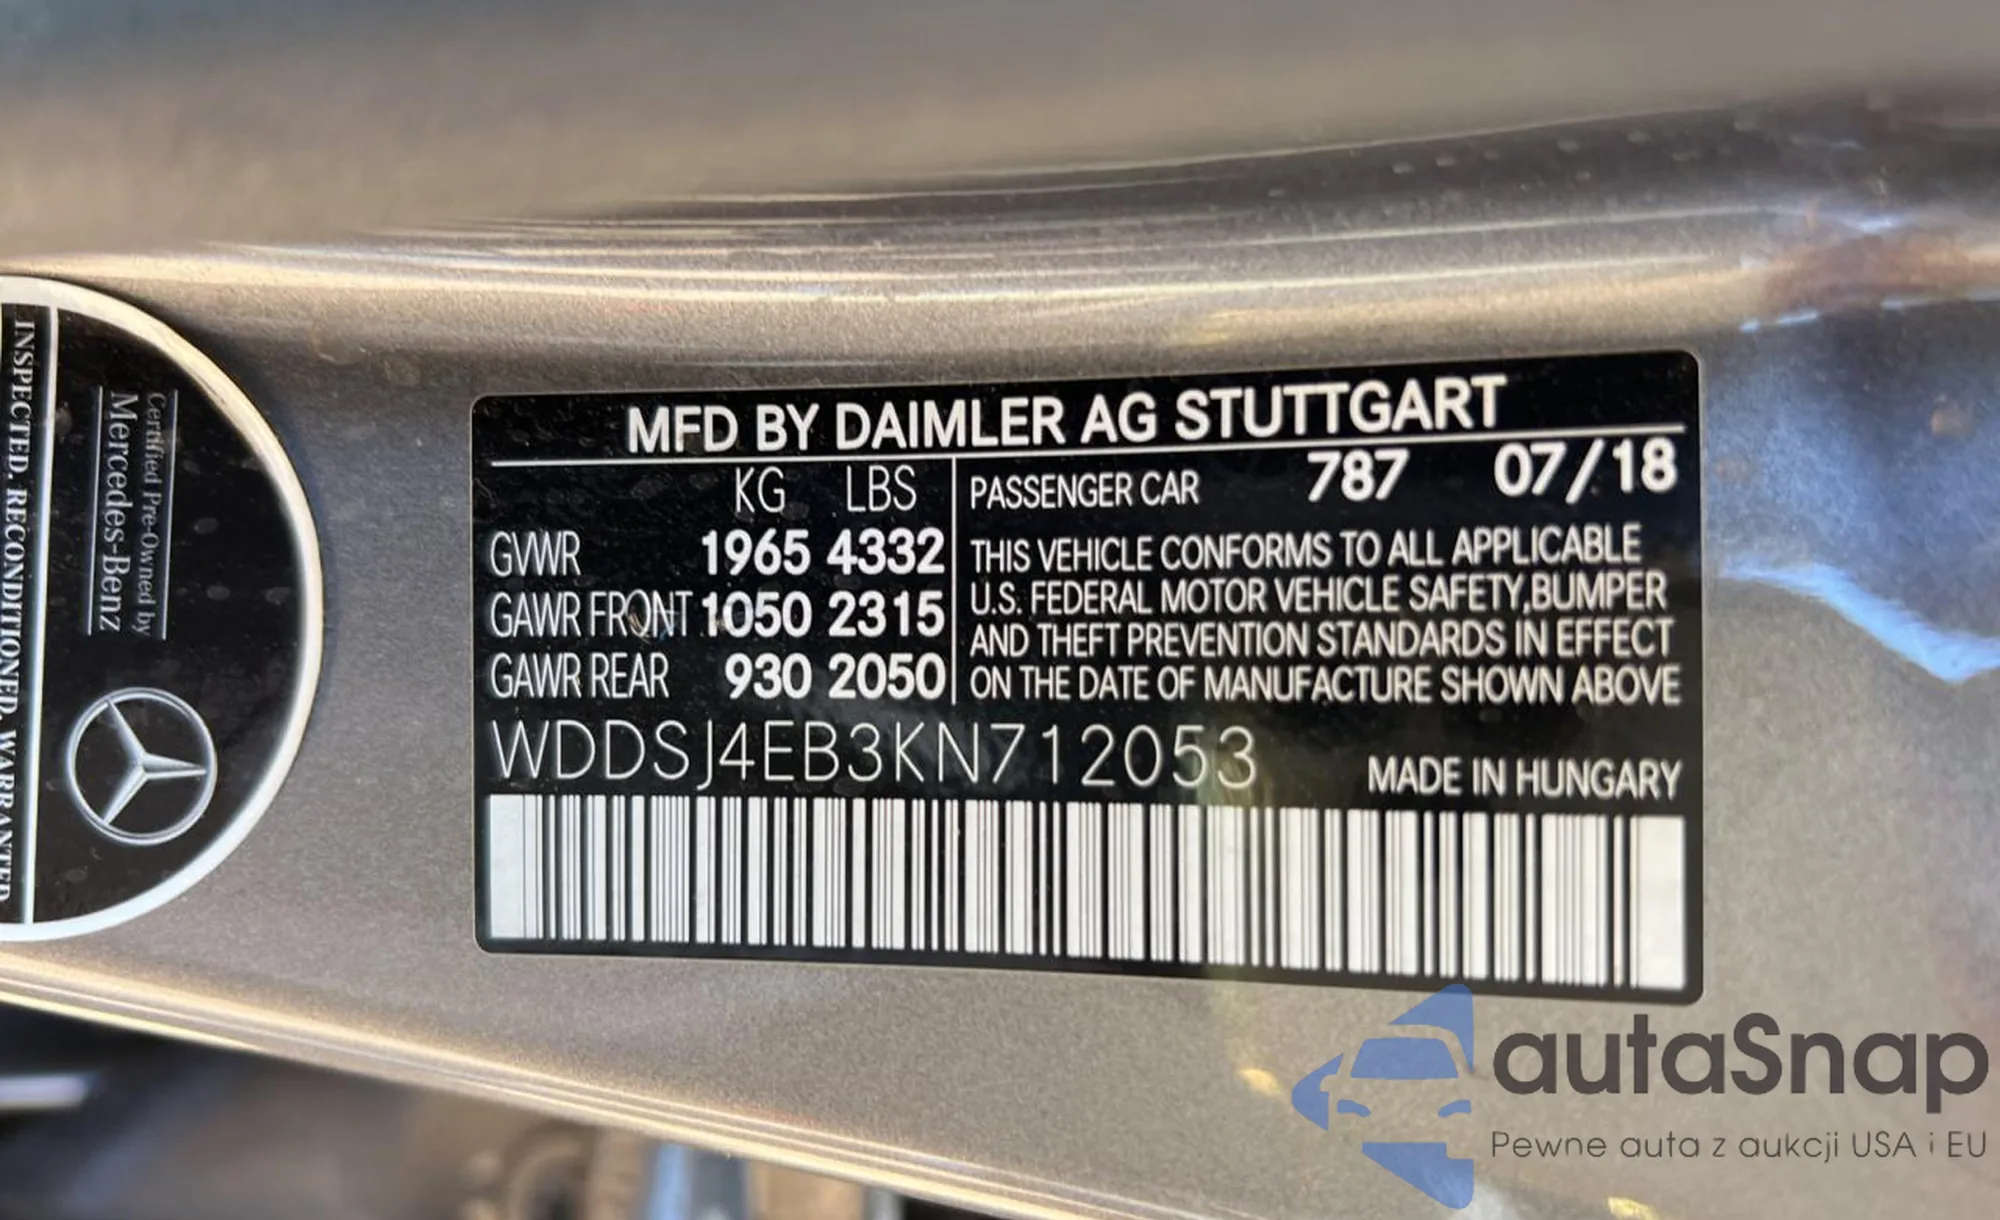 INSPECTED. RECONDITIONED. WARRANTED
Certified Pre-Owned by
Mercedes-Benz
MFD BY DAIMLER AG STUTTGART
KG LBS
GVWR 1965 4332
GAWR FRONT 1050 2315
GAWR REAR 930 2050
PASSENGER CAR 787 07/18
THIS VEHICLE CONFORMS TO ALL APPLICABLE
U.S. FEDERAL MOTOR VEHICLE SAFETY,BUMPER
AND THEFT PREVENTION STANDARDS IN EFFECT
ON THE DATE OF MANUFACTURE SHOWN ABOVE
WDDSJ4EB3KN712053
MADE IN HUNGARY
autaSnap
Pewne auta z aukcji USA i EU